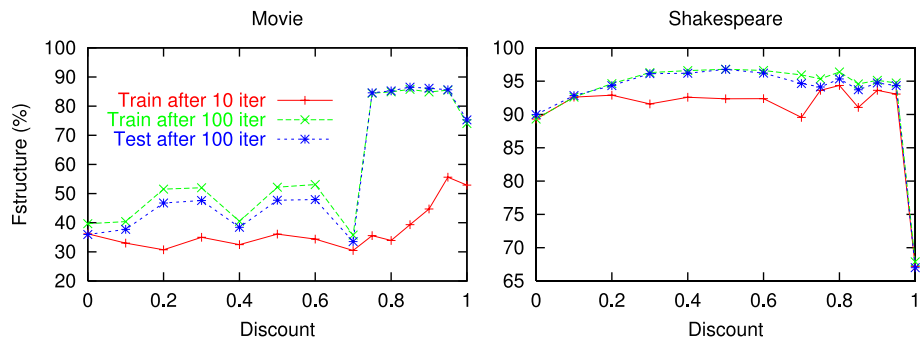 Movie
Fstructure (%)
100
90
80
70
60
50
40
30
20
Train after 10 iter
Train after 100 iter
Test after 100 iter
0 0.2 0.4 0.6 0.8 1
Discount
Shakespeare
100
95
90
85
80
75
70
65
0 0.2 0.4 0.6 0.8 1
Discount